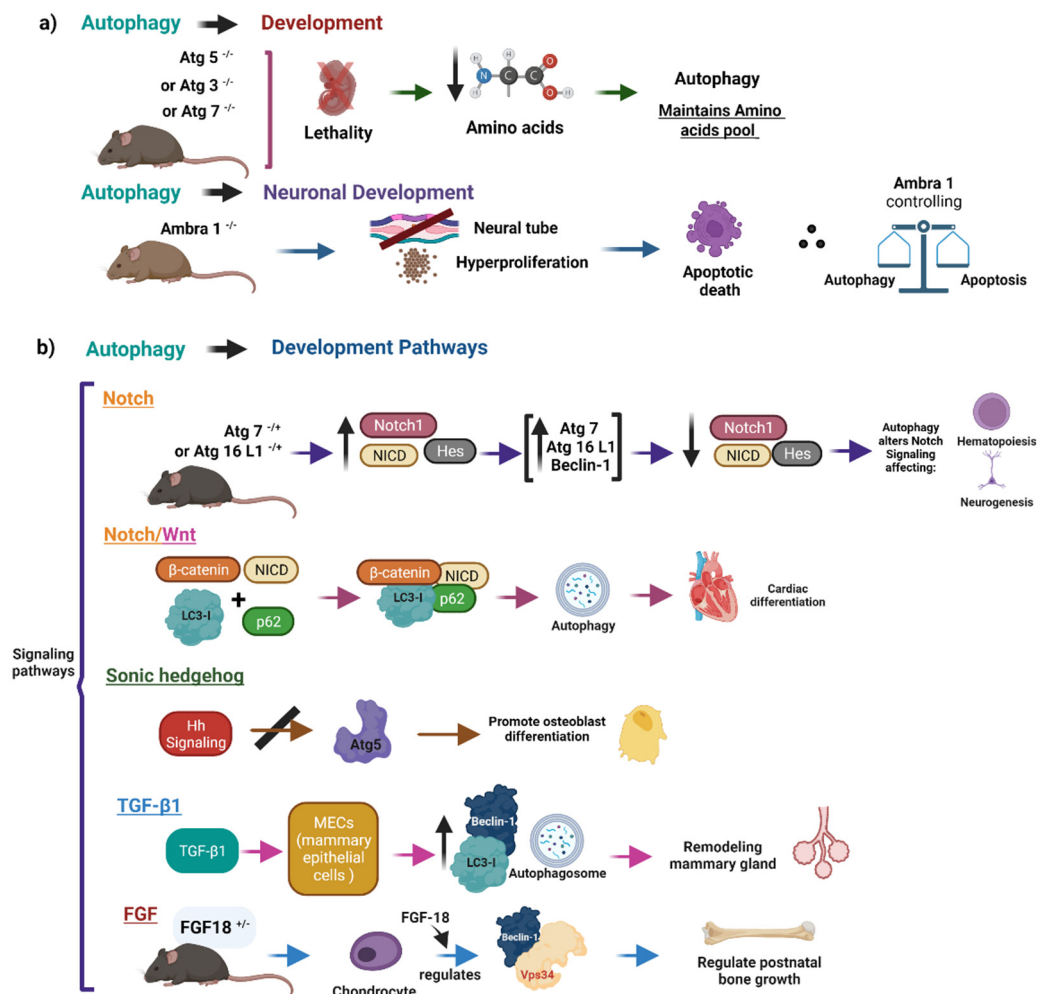 a) Autophagy Development
Atg 5 -/-
or Atg 3 -/-
or Atg 7 -/-
Lethality
H
H
N
H
C
C
O
O
H
Amino acids
Autophagy
Maintains Amino
acids pool
Autophagy Neuronal Development
Ambra 1 -/-
Neural tube
Hyperproliferation
Apoptotic
death
Ambra 1
controlling
Autophagy Apoptosis
b) Autophagy Development Pathways
Signaling
pathways
Notch
Atg 7 -/+
or Atg 16 L1 -/+
Notch1
NICD Hes
Atg 7
Atg 16 L1
Beclin-1
Notch1
NICD Hes
Autophagy
alters Notch
Signaling
affecting:
Hematopoiesis
Neurogenesis
Notch/Wnt
β-catenin NICD
LC3-I + p62
β-catenin NICD
LC3-I p62
Autophagy
Cardiac
differentiation
Sonic hedgehog
Hh
Signaling
Atg5
Promote osteoblast
differentiation
TGF-β1
TGF-β1
MECs
(mammary
epithelial
cells )
Beclin-1
LC3-I
Autophagosome
Remodeling
mammary gland
FGF
FGF18 +/-
Chondrocyte
FGF-18
regulates
Beclin-1
Vps34
Regulate postnatal
bone growth